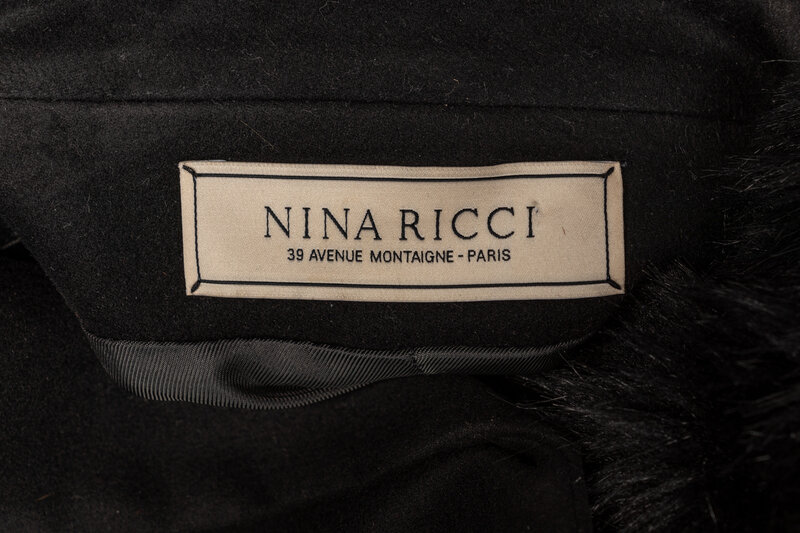 NINA RICCI
39 AVENUE MONTAIGNE - PARIS